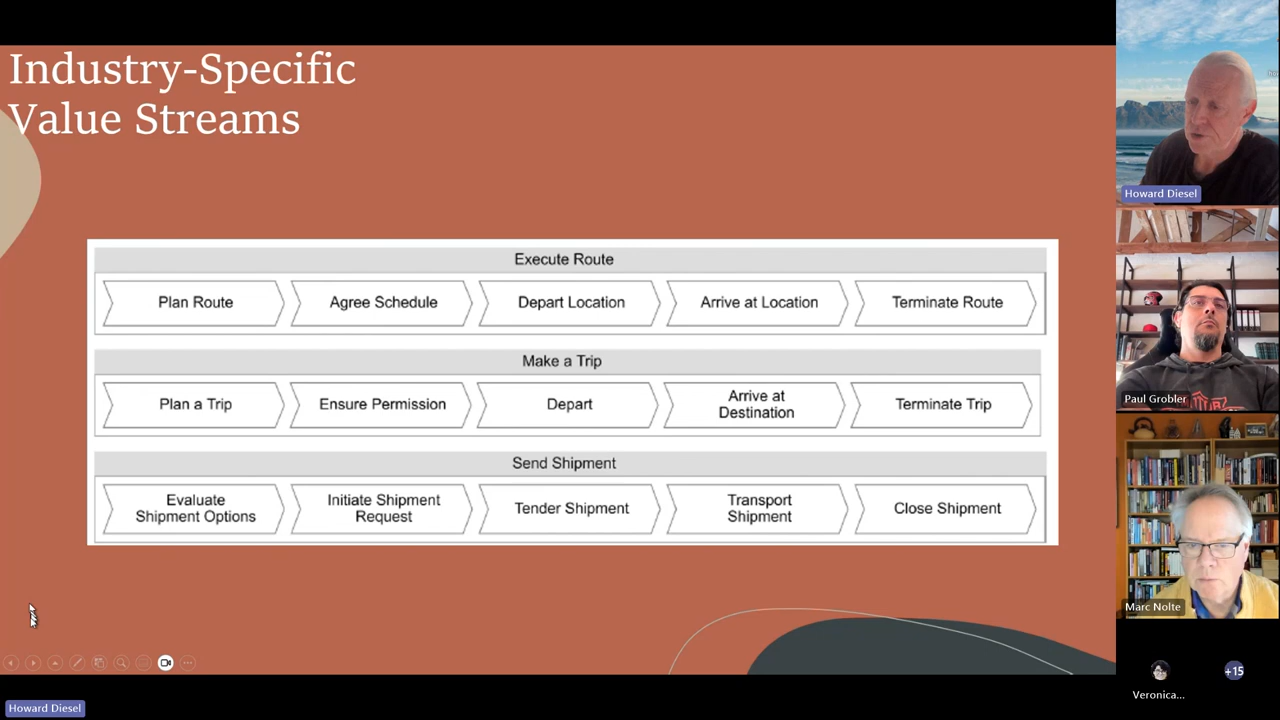 Industry-Specific
Value Streams
Execute Route
Plan Route
Agree Schedule
Depart Location
Arrive at Location
Terminate Route
Make a Trip
Plan a Trip
Ensure Permission
Depart
Arrive at
Destination
Terminate Trip
Send Shipment
Evaluate
Shipment Options
Initiate Shipment
Request
Tender Shipment
Transport
Shipment
Close Shipment
Howard Diesel
Paul Grobler
Marc Nolte
Veronica...
+15
Howard Diesel